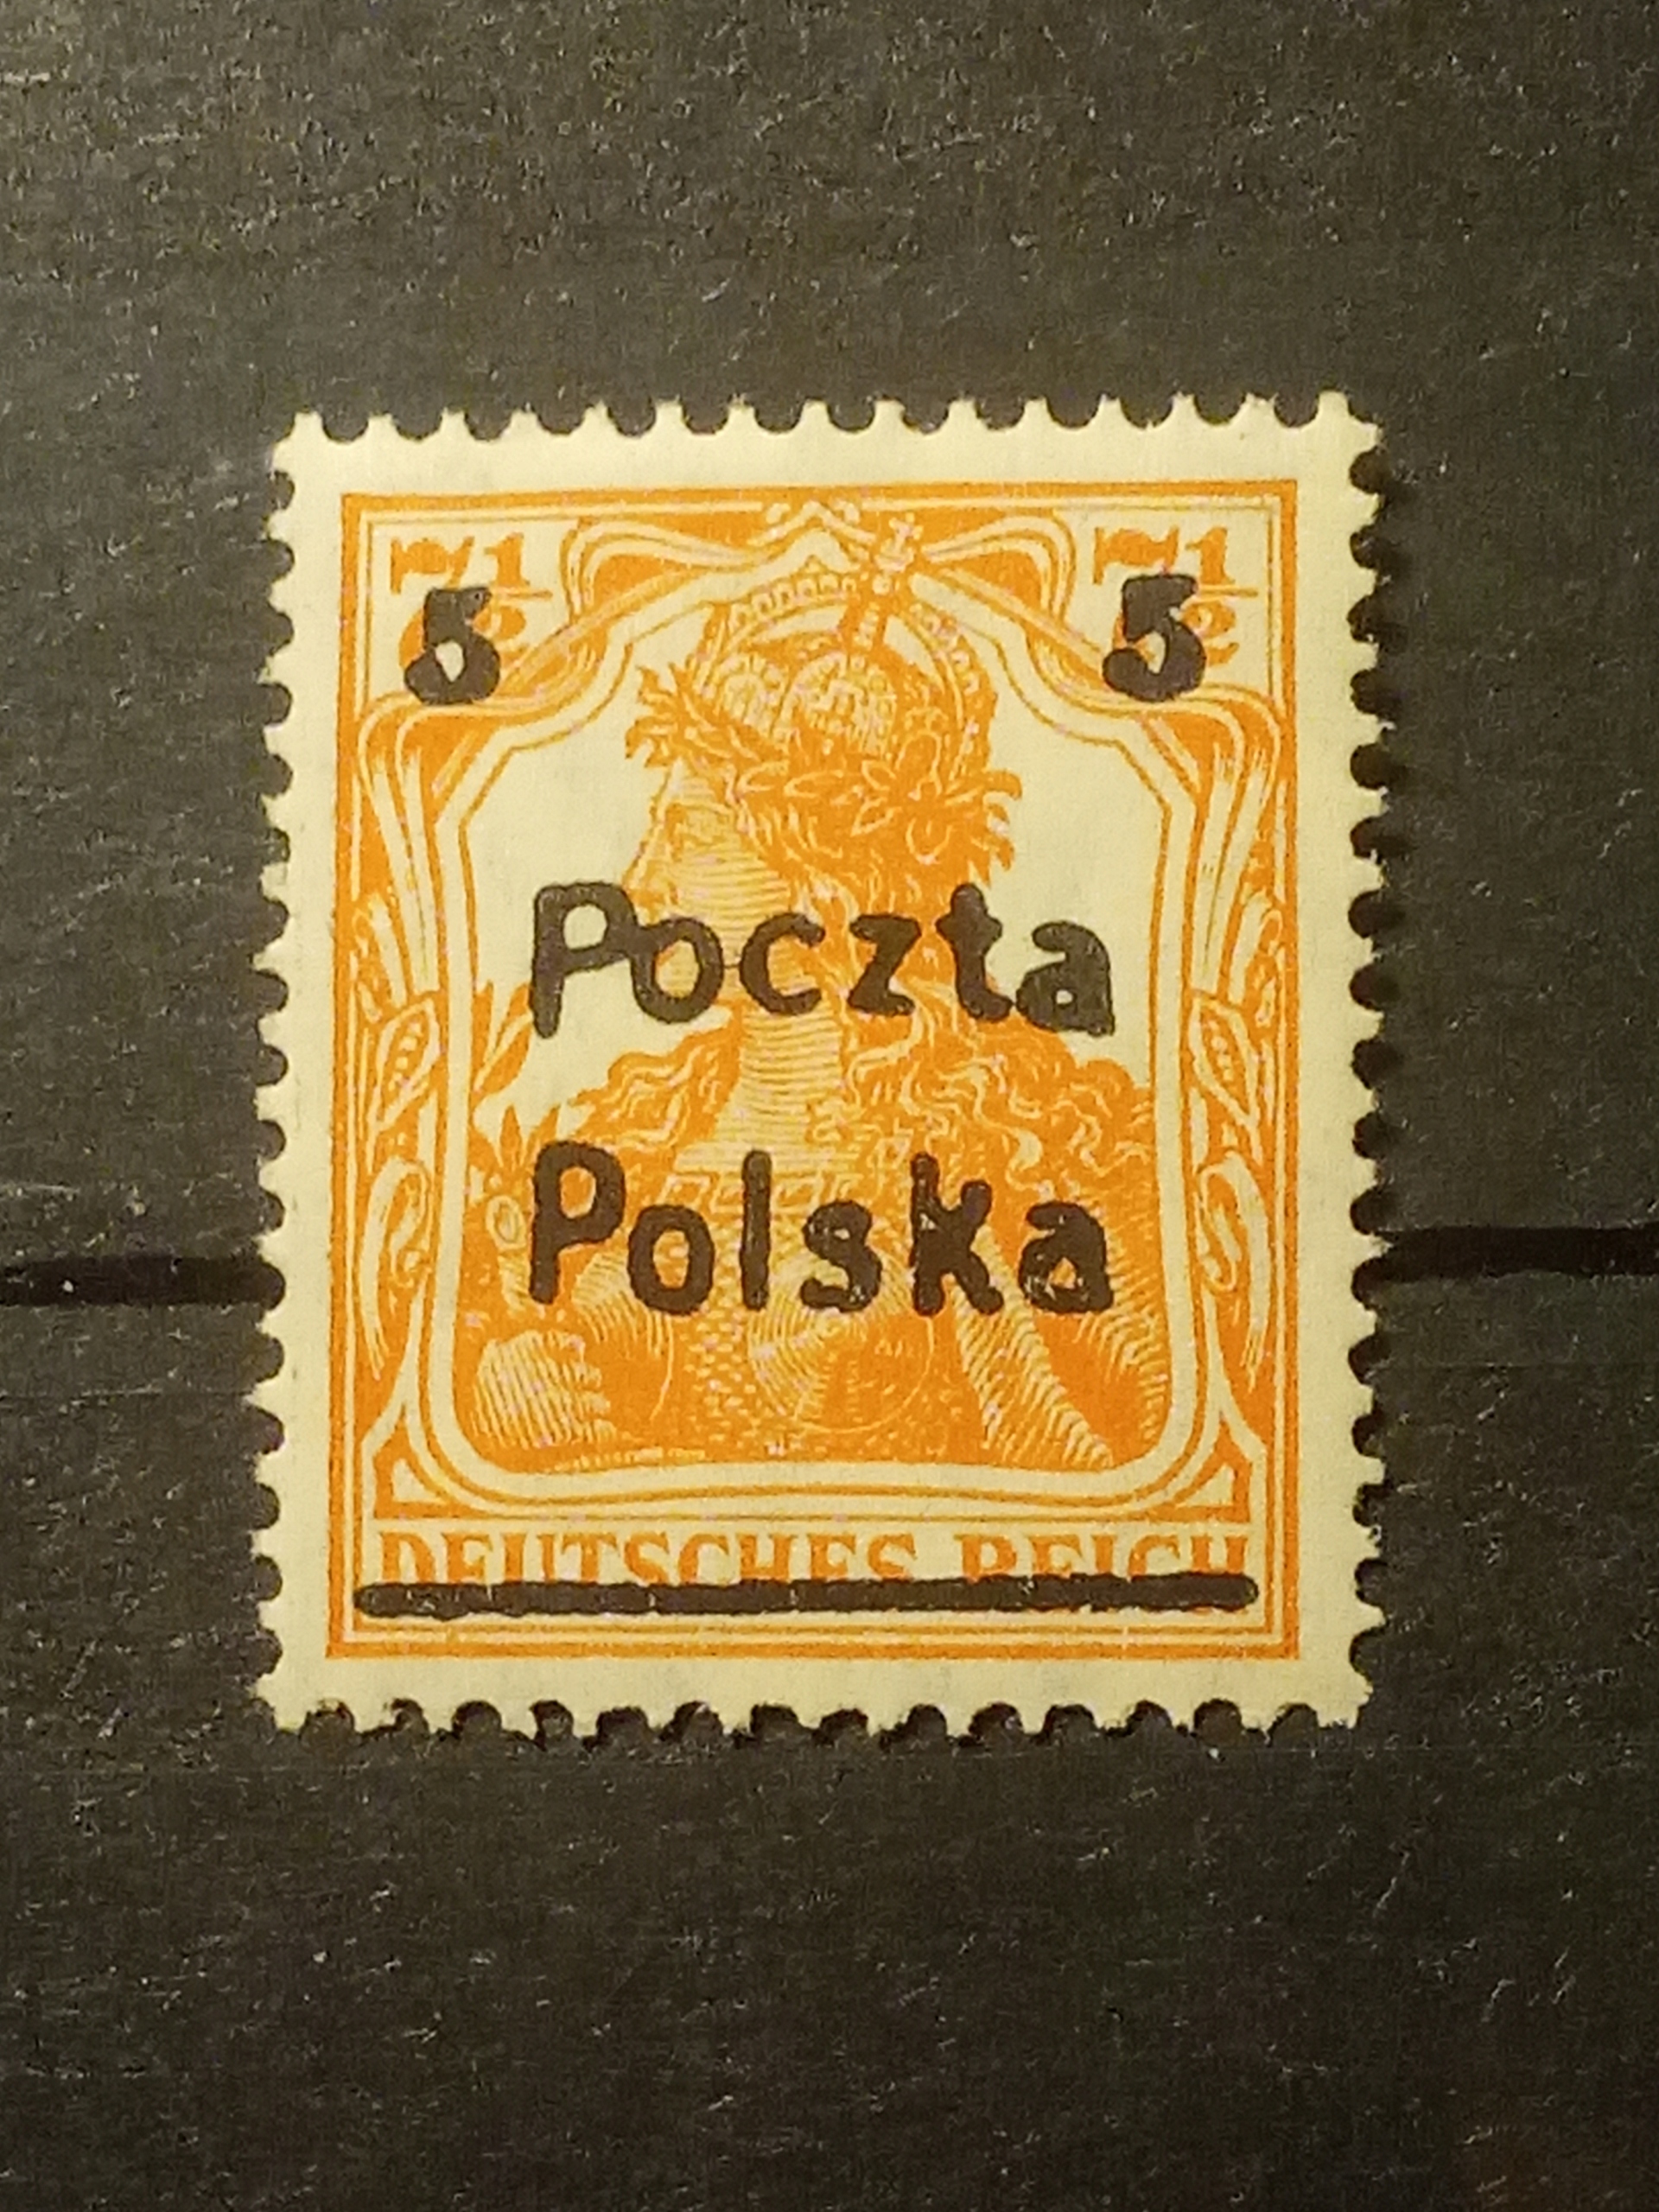 7½ 7½
5 5
Poczta
Polska
DEUTSCHES REICH